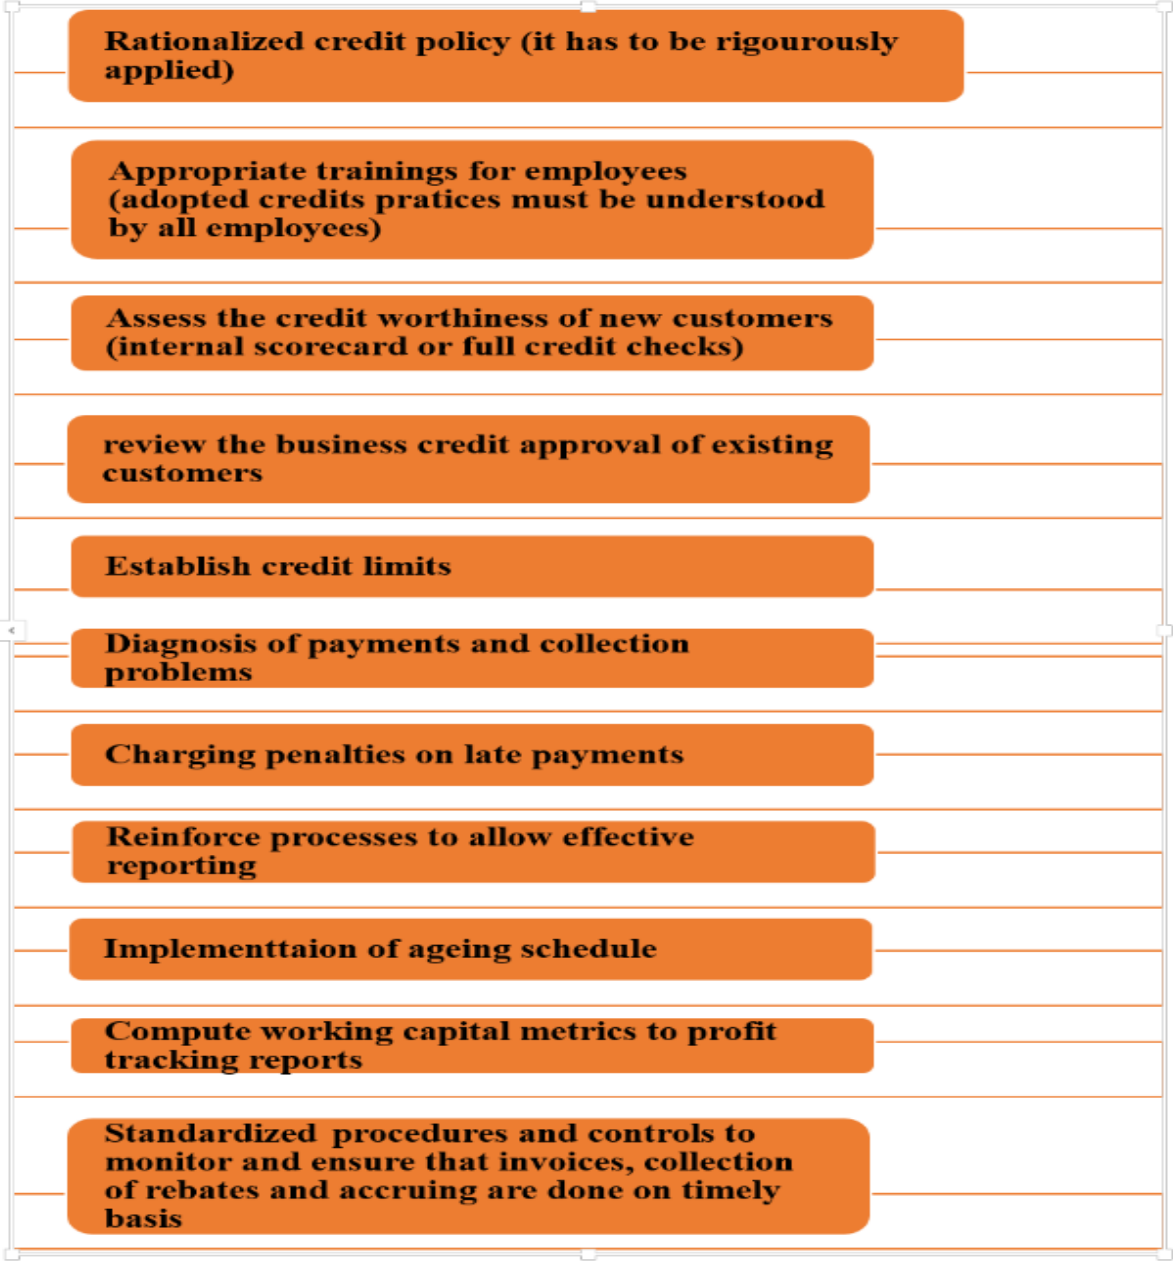 Rationalized credit policy (it has to be rigourously
applied)
Appropriate trainings for employees
(adopted credits pratices must be understood
by all employees)
Assess the credit worthiness of new customers
(internal scorecard or full credit checks)
review the business credit approval of existing
customers
Establish credit limits
Diagnosis of payments and collection
problems
Charging penalties on late payments
Reinforce processes to allow effective
reporting
Implementtaion of ageing schedule
Compute working capital metrics to profit
tracking reports
Standardized procedures and controls to
monitor and ensure that invoices, collection
of rebates and accruing are done on timely
basis